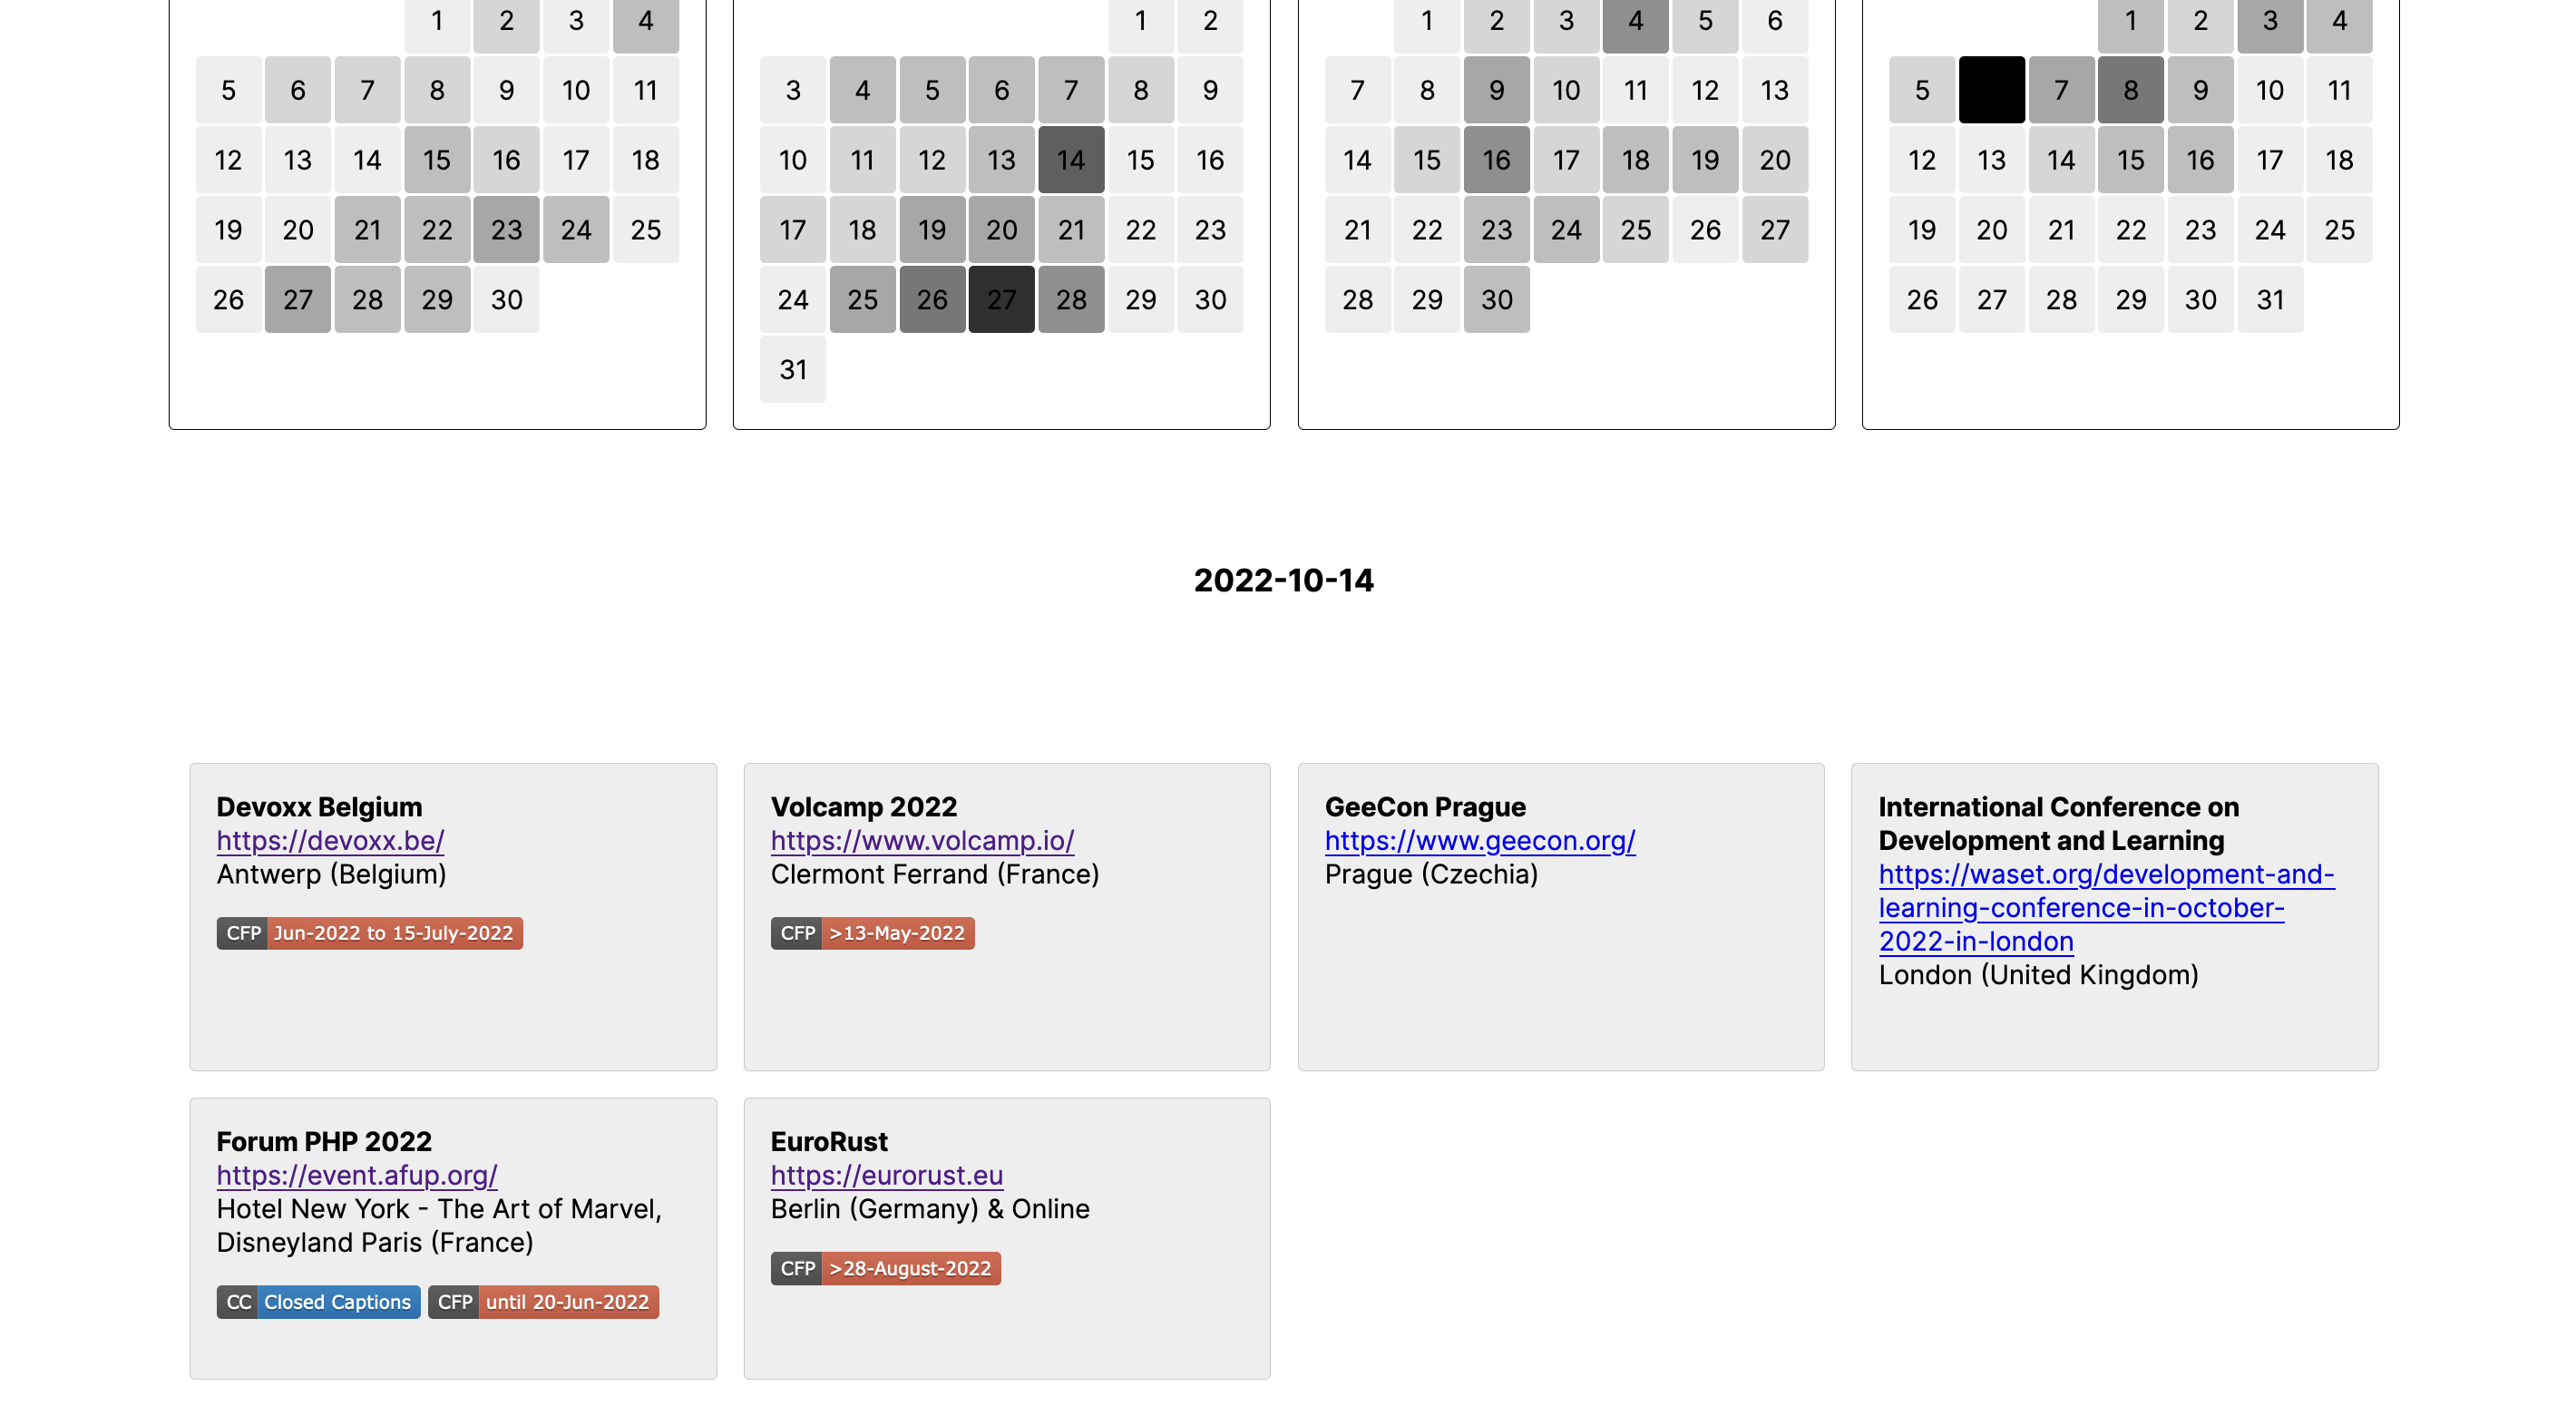 1 2 3 4
5 6 7 8 9 10 11
12 13 14 15 16 17 18
19 20 21 22 23 24 25
26 27 28 29 30
1 2
3 4 5 6 7 8 9
10 11 12 13 14 15 16
17 18 19 20 21 22 23
24 25 26 27 28 29 30
31
1 2 3 4 5 6
7 8 9 10 11 12 13
14 15 16 17 18 19 20
21 22 23 24 25 26 27
28 29 30
1 2 3 4
5 7 8 9 10 11
12 13 14 15 16 17 18
19 20 21 22 23 24 25
26 27 28 29 30 31
2022-10-14
Devoxx Belgium
https://devoxx.be/
Antwerp (Belgium)
CFP Jun-2022 to 15-July-2022
Volcamp 2022
https://www.volcamp.io/
Clermont Ferrand (France)
CFP >13-May-2022
GeeCon Prague
https://www.geecon.org/
Prague (Czechia)
International Conference on
Development and Learning
https://waset.org/development-and-
learning-conference-in-october-
2022-in-london
London (United Kingdom)
Forum PHP 2022
https://event.afup.org/
Hotel New York - The Art of Marvel,
Disneyland Paris (France)
CC Closed Captions CFP until 20-Jun-2022
EuroRust
https://eurorust.eu
Berlin (Germany) & Online
CFP >28-August-2022